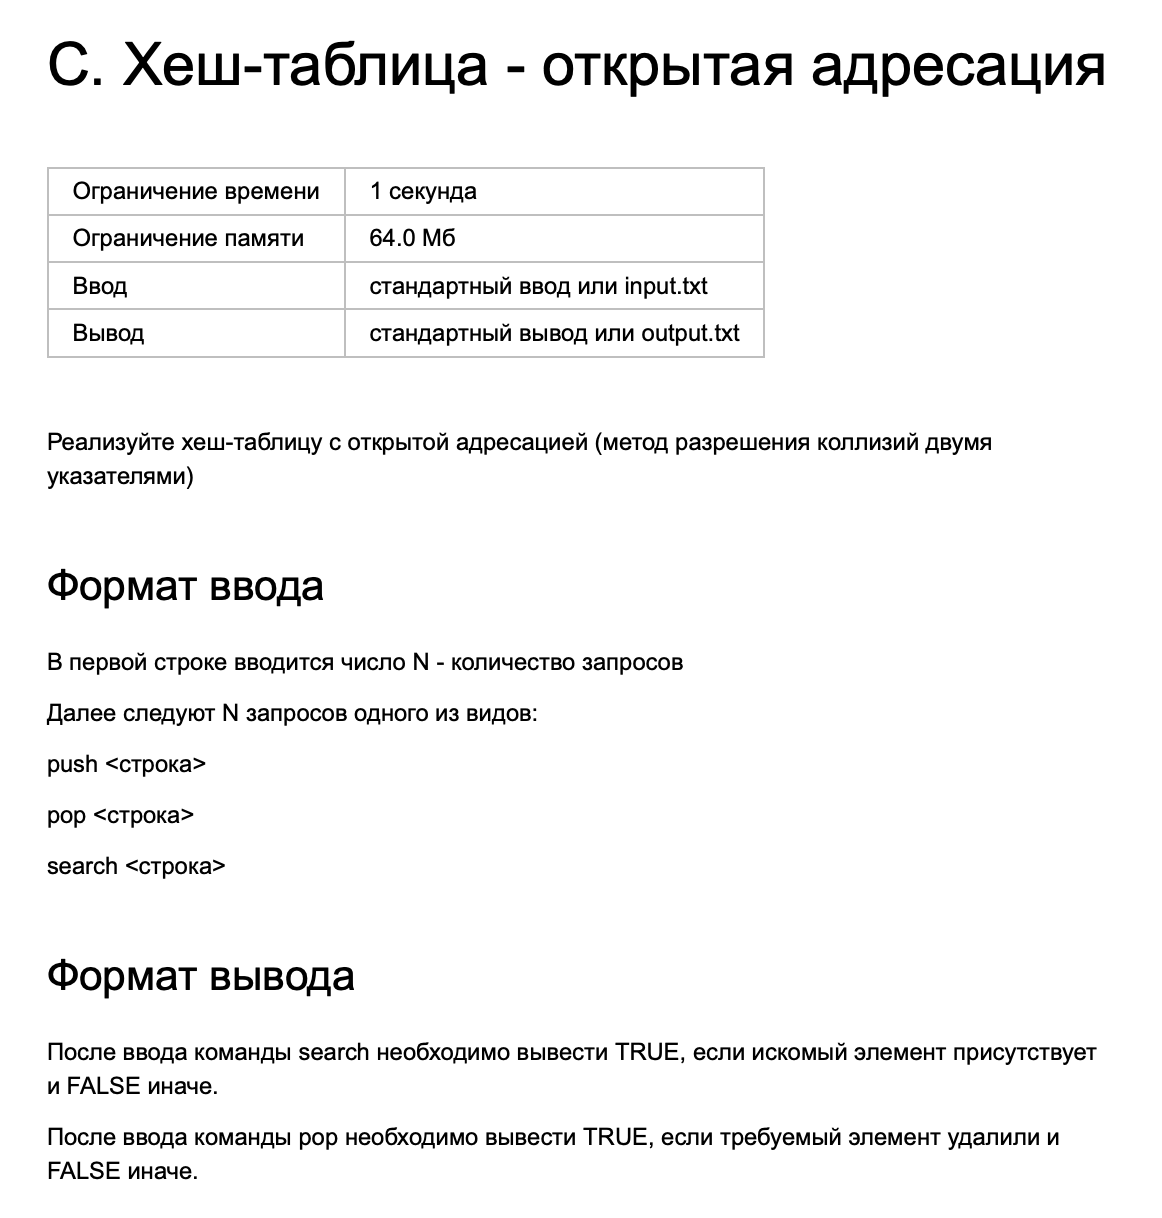 С. Хеш-таблица - открытая адресация
Ограничение времени 1 секунда
Ограничение памяти 64.0 Мб
Ввод стандартный ввод или input.txt
Вывод стандартный вывод или output.txt
Реализуйте хеш-таблицу с открытой адресацией (метод разрешения коллизий двумя
указателями)
Формат ввода
В первой строке вводится число N - количество запросов
Далее следуют N запросов одного из видов:
push <строка>
pop <строка>
search <строка>
Формат вывода
После ввода команды search необходимо вывести TRUE, если искомый элемент присутствует
и FALSE иначе.
После ввода команды pop необходимо вывести TRUE, если требуемый элемент удалили и
FALSE иначе.